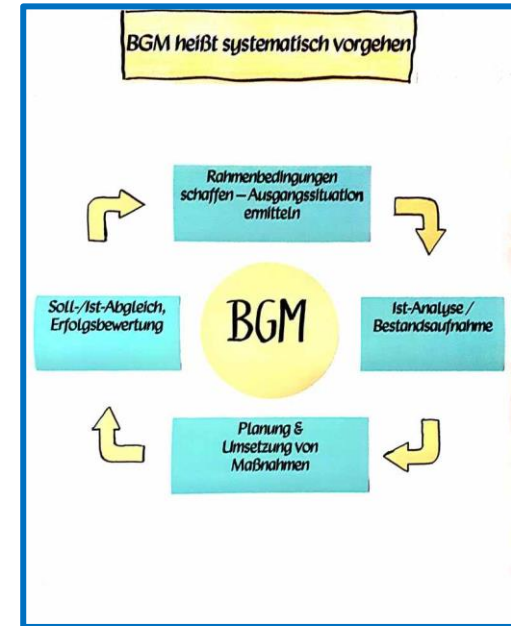 BGM heißt systematisch vorgehen
Rahmenbedingungen
schaffen – Ausgangssituation
ermitteln
Soll-/Ist-Abgleich,
Erfolgsbewertung
BGM
Ist-Analyse /
Bestandsaufnahme
Planung &
Umsetzung von
Maßnahmen